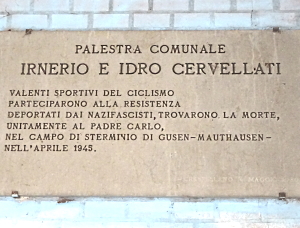 PALESTRA COMUNALE
IRNERIO E IDRO CERVELLATI
VALENTI SPORTIVI DEL CICLISMO
PARTECIPARONO ALLA RESISTENZA
DEPORTATI DAI NAZIFASCISTI, TROVARONO LA MORTE,
UNITAMENTE AL PADRE CARLO,
NEL CAMPO DI STERMINIO DI GUSEN-MAUTHAUSEN-
NELL'APRILE 1945.